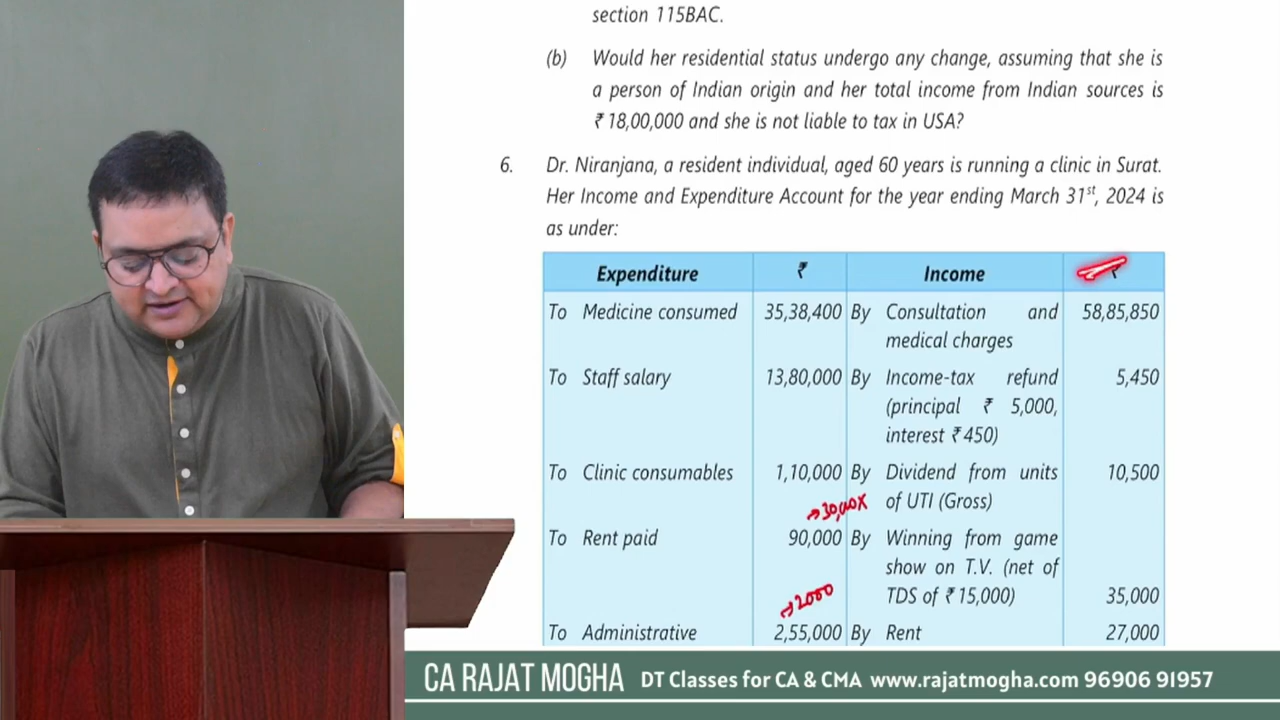 section 115BAC.
(b) Would her residential status undergo any change, assuming that she is
a person of Indian origin and her total income from Indian sources is
₹ 18,00,000 and she is not liable to tax in USA?
6. Dr. Niranjana, a resident individual, aged 60 years is running a clinic in Surat.
Her Income and Expenditure Account for the year ending March 31st, 2024 is
as under:
Expenditure ₹ Income ₹
To Medicine consumed 35,38,400 By Consultation and 58,85,850
medical charges
To Staff salary 13,80,000 By Income-tax refund 5,450
(principal ₹ 5,000,
interest ₹ 450)
To Clinic consumables 1,10,000 By Dividend from units 10,500
→30,000X of UTI (Gross)
To Rent paid 90,000 By Winning from game
show on T.V. (net of
→2000 TDS of ₹ 15,000) 35,000
To Administrative 2,55,000 By Rent 27,000
CA RAJAT MOGHA DT Classes for CA & CMA www.rajatmogha.com 96906 91957